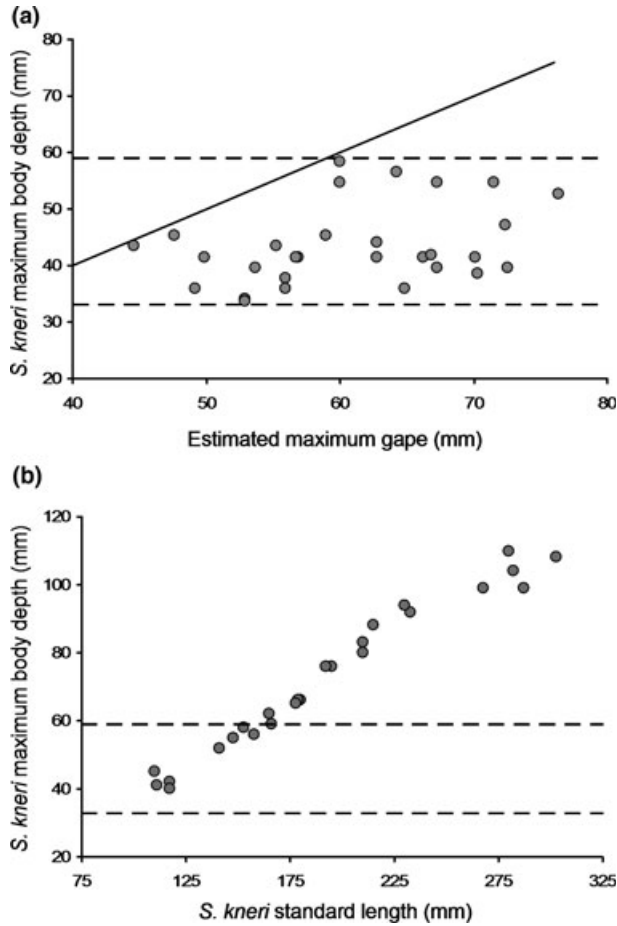 (a)
S. kneri maximum body depth (mm)
80
70
60
50
40
30
20
40 50 60 70 80
Estimated maximum gape (mm)
(b)
S. kneri maximum body depth (mm)
120
100
80
60
40
20
75 125 175 225 275 325
S. kneri standard length (mm)